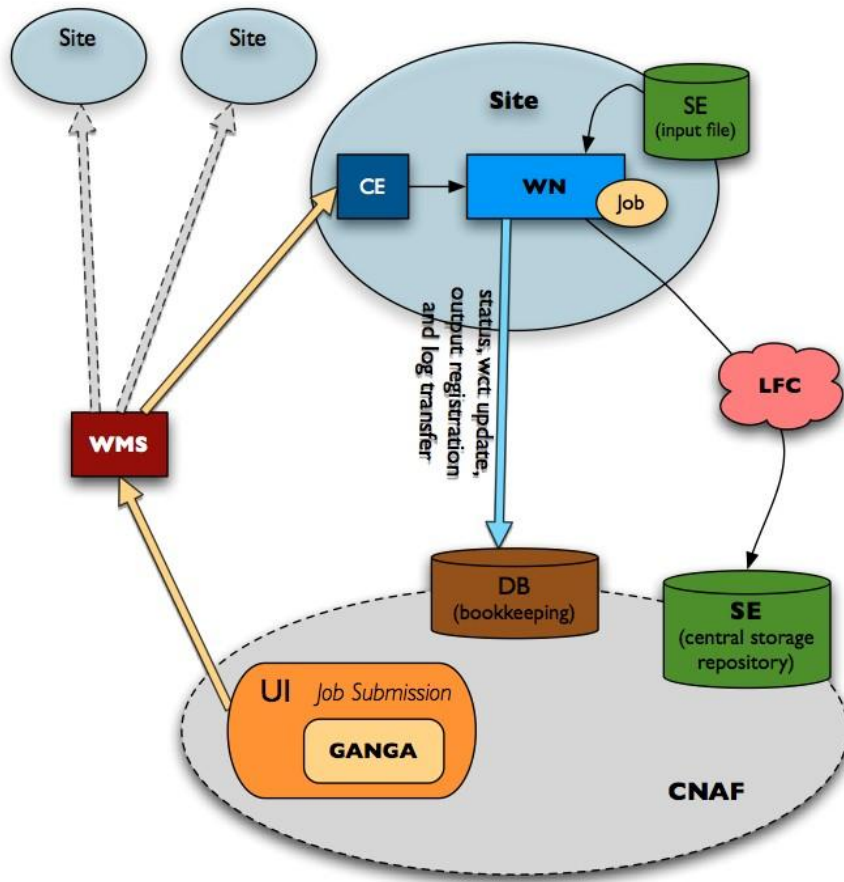 Site
Site
Site
SE
(input file)
CE
WN
Job
status, wct update,
output registration
and log transfer
LFC
WMS
DB
(bookkeeping)
SE
(central storage
repository)
UI Job Submission
GANGA
CNAF